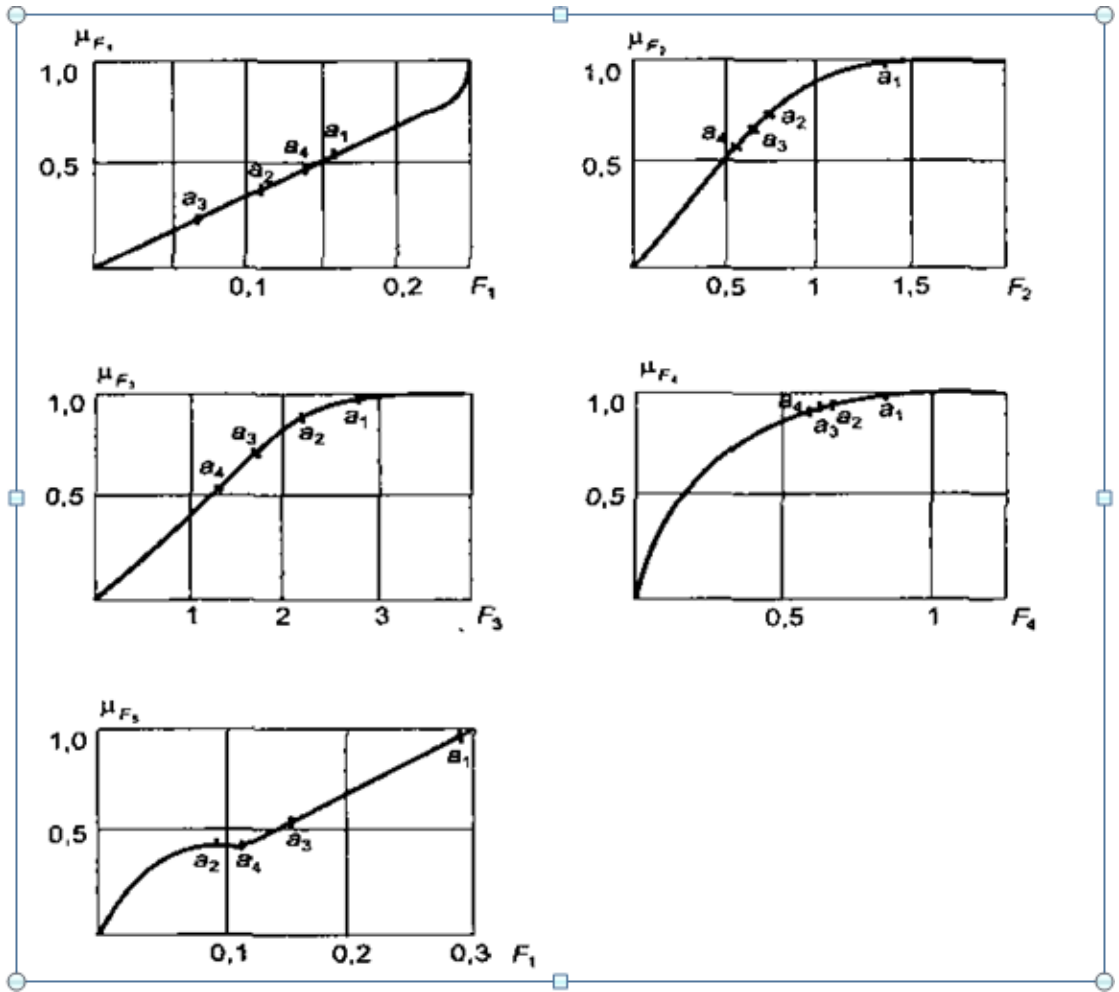 μF₁
1,0
0,5
a₃ a₂ a₄ a₁
0,1 0,2 F₁
μF₂
1,0
0,5
a₄ a₃ a₂ a₁
0,5 1 1,5 F₂
μF₃
1,0
0,5
a₄ a₃ a₂ a₁
1 2 3 F₃
μF₄
1,0
0,5
a₄ a₃ a₂ a₁
0,5 1 F₄
μF₅
1,0
0,5
a₂ a₄ a₃ a₁
0,1 0,2 0,3 F₁